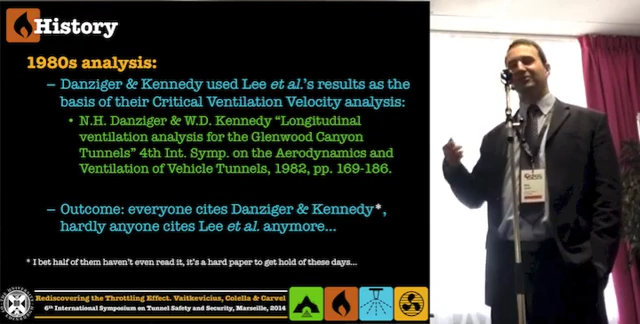 History
1980s analysis:
– Danziger & Kennedy used Lee et al.'s results as the
basis of their Critical Ventilation Velocity analysis:
• N.H. Danziger & W.D. Kennedy “Longitudinal
ventilation analysis for the Glenwood Canyon
Tunnels” 4th Int. Symp. on the Aerodynamics and
Ventilation of Vehicle Tunnels, 1982, pp. 169-186.
– Outcome: everyone cites Danziger & Kennedy*,
hardly anyone cites Lee et al. anymore...
* I bet half of them haven't even read it, it's a hard paper to get hold of these days...
Rediscovering the Throttling Effect. Vaitkevicius, Colella & Carvel
6th International Symposium on Tunnel Safety and Security, Marseille, 2014